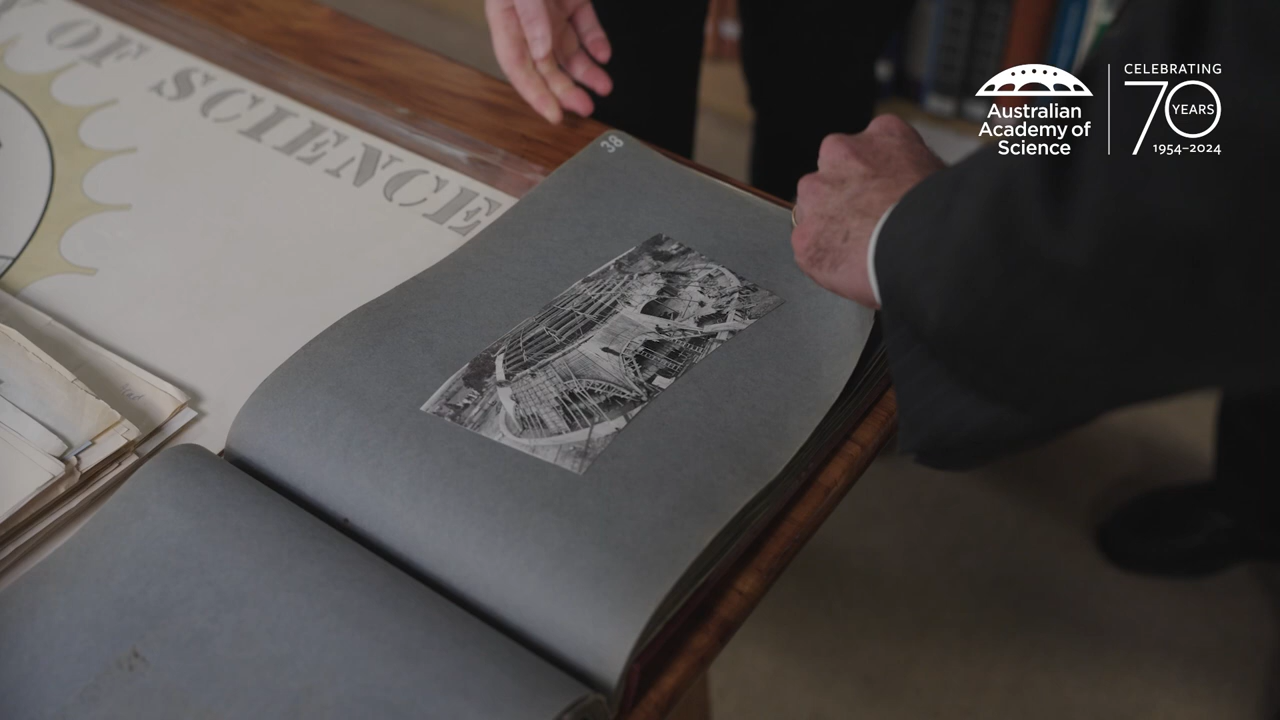 OF SCIENCE
38
Australian
Academy of
Science
CELEBRATING
70
YEARS
1954–2024